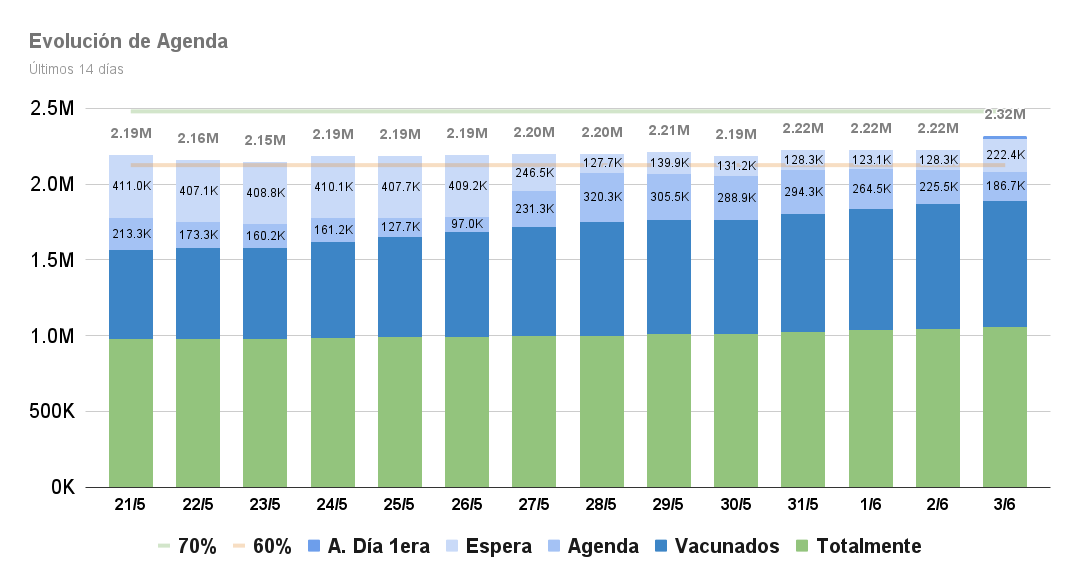 Evolución de Agenda
Últimos 14 días
2.5M
2.0M
1.5M
1.0M
500K
0K
2.19M 2.16M 2.15M 2.19M 2.19M 2.19M 2.20M 2.20M 2.21M 2.19M 2.22M 2.22M 2.22M 2.32M
411.0K 407.1K 408.8K 410.1K 407.7K 409.2K 246.5K 127.7K 139.9K 131.2K 128.3K 123.1K 128.3K 222.4K
213.3K 173.3K 160.2K 161.2K 127.7K 97.0K 231.3K 320.3K 305.5K 288.9K 294.3K 264.5K 225.5K 186.7K
21/5 22/5 23/5 24/5 25/5 26/5 27/5 28/5 29/5 30/5 31/5 1/6 2/6 3/6
70% 60% A. Día 1era Espera Agenda Vacunados Totalmente